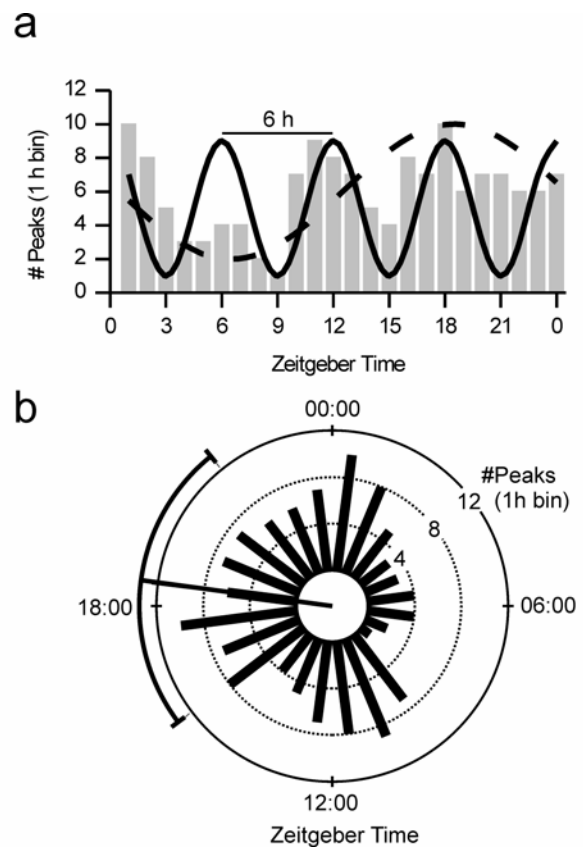 a
12
10
8
6
4
2
0
# Peaks (1 h bin)
6 h
0 3 6 9 12 15 18 21 0
Zeitgeber Time
b
00:00
#Peaks
(1h bin)
12
8
4
18:00
06:00
12:00
Zeitgeber Time